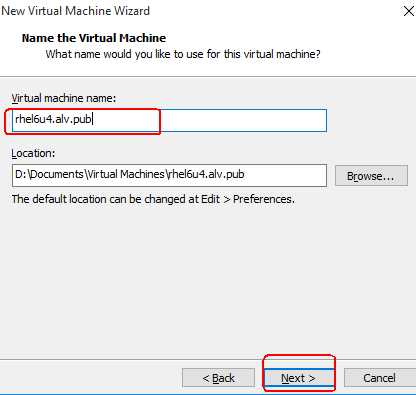 New Virtual Machine Wizard
Name the Virtual Machine
What name would you like to use for this virtual machine?
Virtual machine name:
rhel6u4.alv.pub
Location:
D:\Documents\Virtual Machines\rhel6u4.alv.pub
Browse...
The default location can be changed at Edit > Preferences.
< Back Next > Cancel